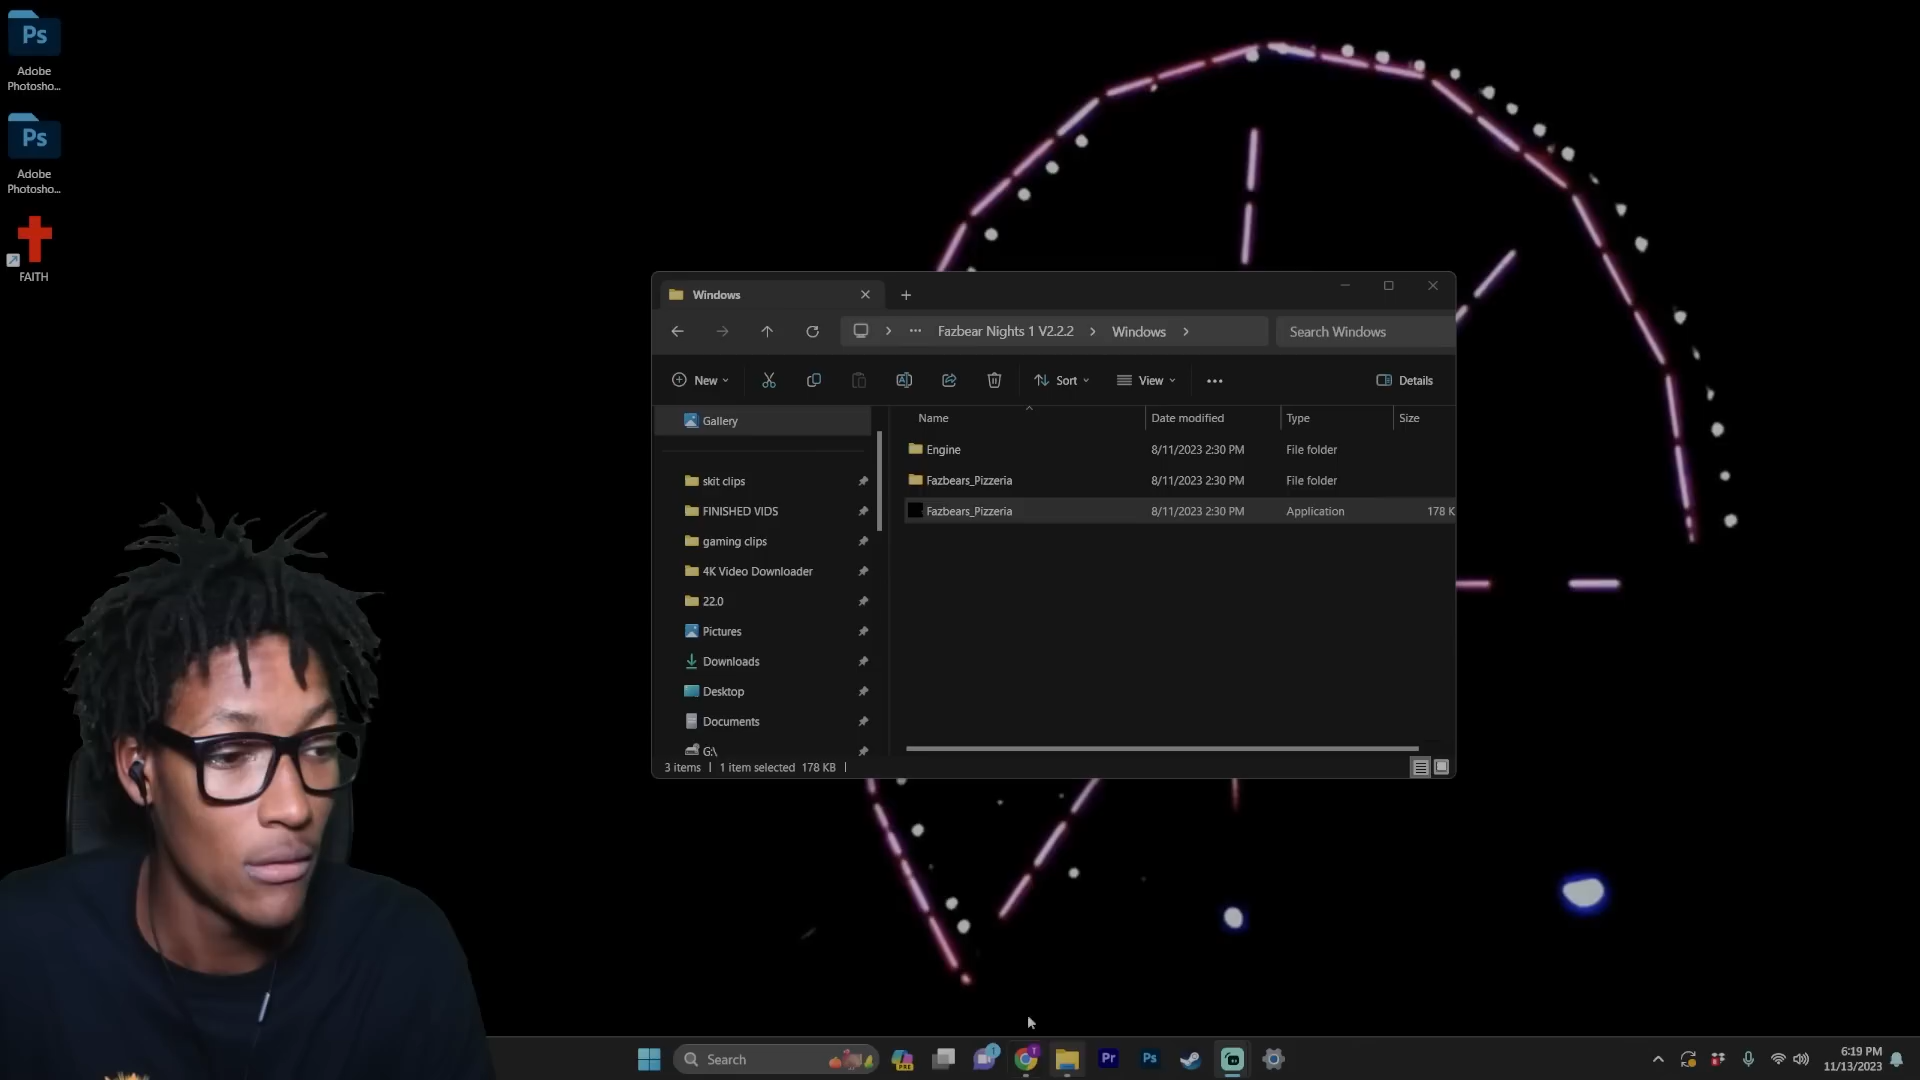 Ps
Adobe
Photosho...
Ps
Adobe
Photosho...
FAITH
Windows
Fazbear Nights 1 V2.2.2
Windows
Search Windows
New
Sort
View
Details
Gallery
Name
Date modified
Type
Size
Engine
8/11/2023 2:30 PM
File folder
Fazbears_Pizzeria
8/11/2023 2:30 PM
File folder
Fazbears_Pizzeria
8/11/2023 2:30 PM
Application
178 K
skit clips
FINISHED VIDS
gaming clips
4K Video Downloader
22.0
Pictures
Downloads
Desktop
Documents
G:\
3 items
1 item selected 178 KB
Search
PRE
1
T
Pr
Ps
6:19 PM
11/13/2023